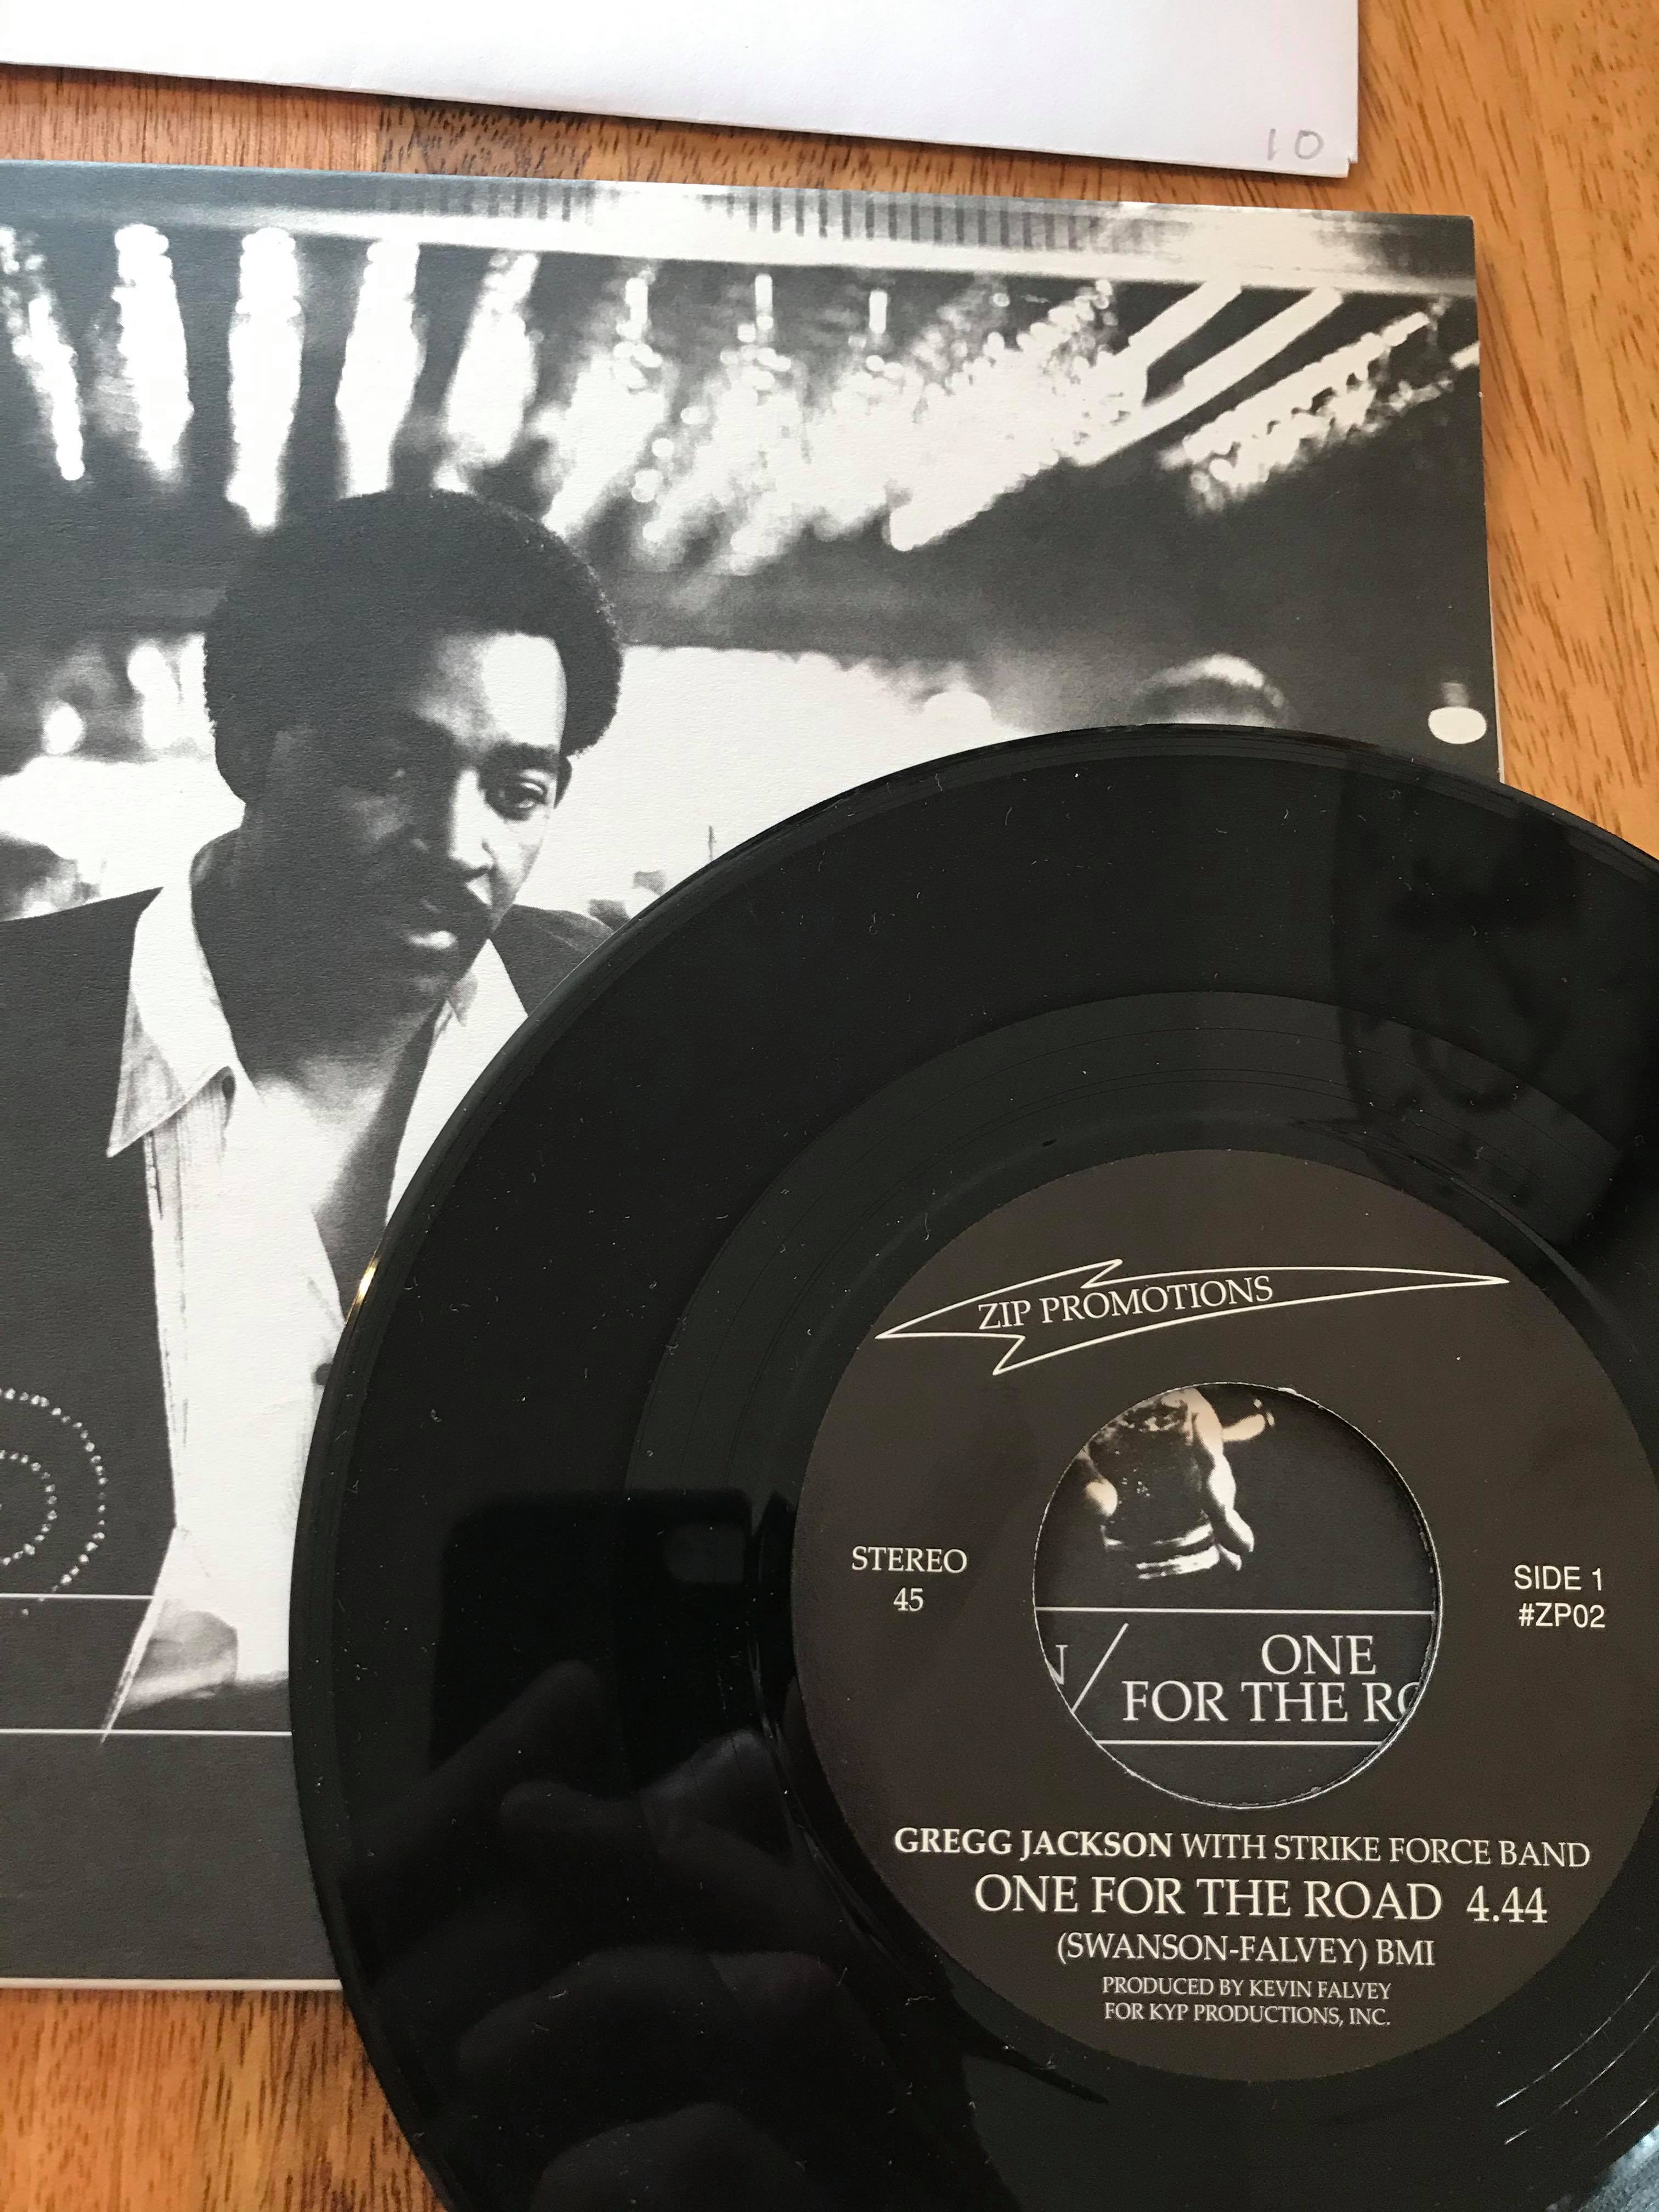 10
ZIP PROMOTIONS
STEREO
45
SIDE 1
#ZP02
ONE
FOR THE
GREGG JACKSON WITH STRIKE FORCE BAND
ONE FOR THE ROAD 4.44
(SWANSON-FALVEY) BMI
PRODUCED BY KEVIN FALVEY
FOR KYP PRODUCTIONS, INC.